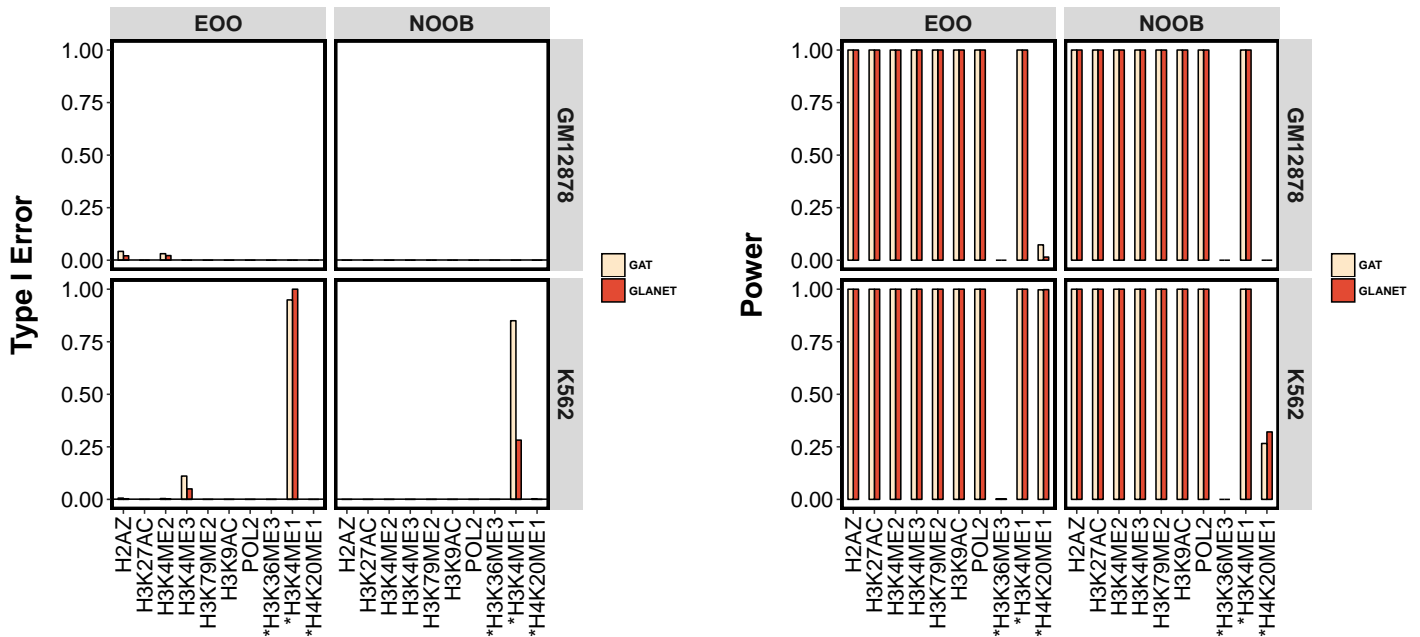 EOO
NOOB
Type I Error
1.00
0.75
0.50
0.25
0.00
GM12878
1.00
0.75
0.50
0.25
0.00
K562
H2AZ
H3K27AC
H3K4ME2
H3K4ME3
H3K79ME2
H3K9AC
POL2
*H3K36ME3
*H3K4ME1
*H4K20ME1
H2AZ
H3K27AC
H3K4ME2
H3K4ME3
H3K79ME2
H3K9AC
POL2
*H3K36ME3
*H3K4ME1
*H4K20ME1
GAT
GLANET
EOO
NOOB
Power
1.00
0.75
0.50
0.25
0.00
GM12878
1.00
0.75
0.50
0.25
0.00
K562
H2AZ
H3K27AC
H3K4ME2
H3K4ME3
H3K79ME2
H3K9AC
POL2
*H3K36ME3
*H3K4ME1
*H4K20ME1
H2AZ
H3K27AC
H3K4ME2
H3K4ME3
H3K79ME2
H3K9AC
POL2
*H3K36ME3
*H3K4ME1
*H4K20ME1
GAT
GLANET